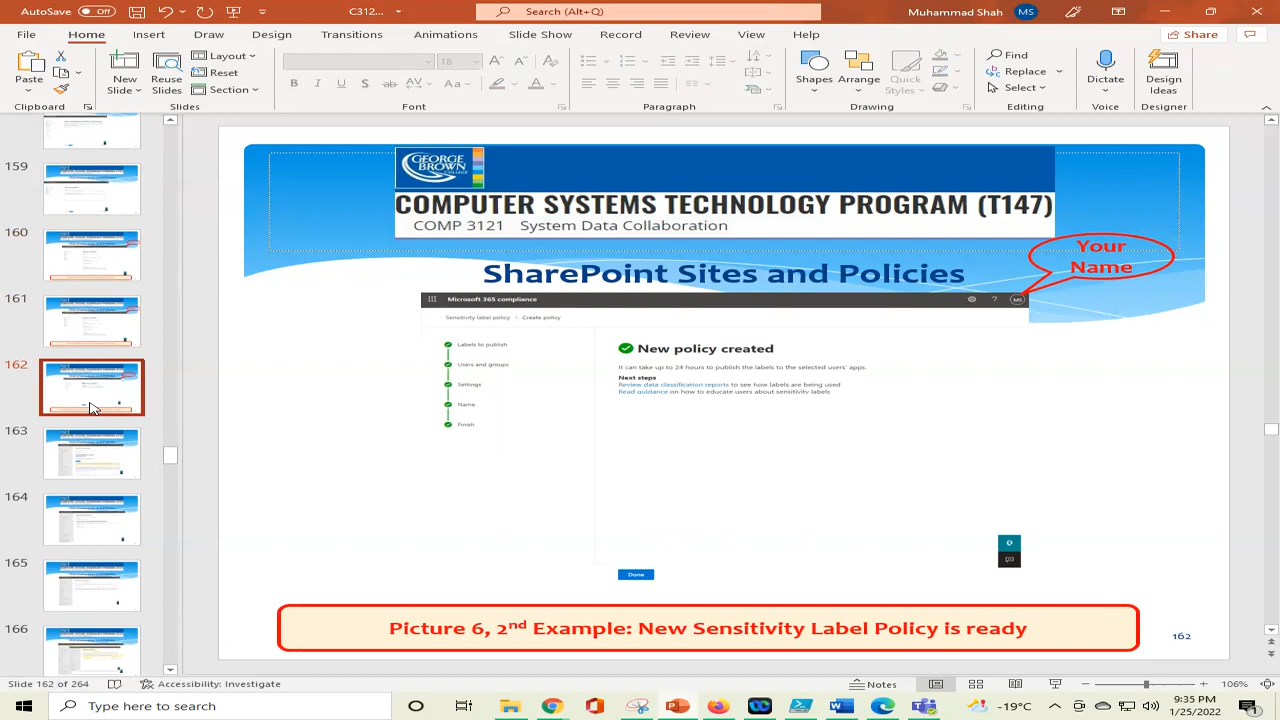 AutoSave Off C312... Search (Alt+Q) Muhammad Shah MS
File Home Insert Draw Design Transitions Animations Slide Show Record Review View Help Share
Paste New Slide Reuse Slides Layout Reset Section 18 Shapes Arrange Quick Styles Find Replace Select Dictate Design Ideas
Clipboard Slides Font Paragraph Drawing Editing Voice Designer
159
161
163
164
165
166
GEORGE BROWN COLLEGE
COMPUTER SYSTEMS TECHNOLOGY PROGRAM (T147)
COMP 3121 System Data Collaboration
SharePoint Sites and Policies
Your
Name
Microsoft 365 compliance ? MS
Sensitivity label policy > Create policy
Labels to publish
Users and groups
Settings
Name
Finish
New policy created
It can take up to 24 hours to publish the labels to the selected users' apps.
Next steps
Review data classification reports to see how labels are being used
Read guidance on how to educate users about sensitivity labels
Done
Picture 6, 2nd Example: New Sensitivity Label Policy is ready
162
Slide 162 of 264 Accessibility: Investigate Notes 106%
Type here to search -19°C 9:35 PM
1/25/2022